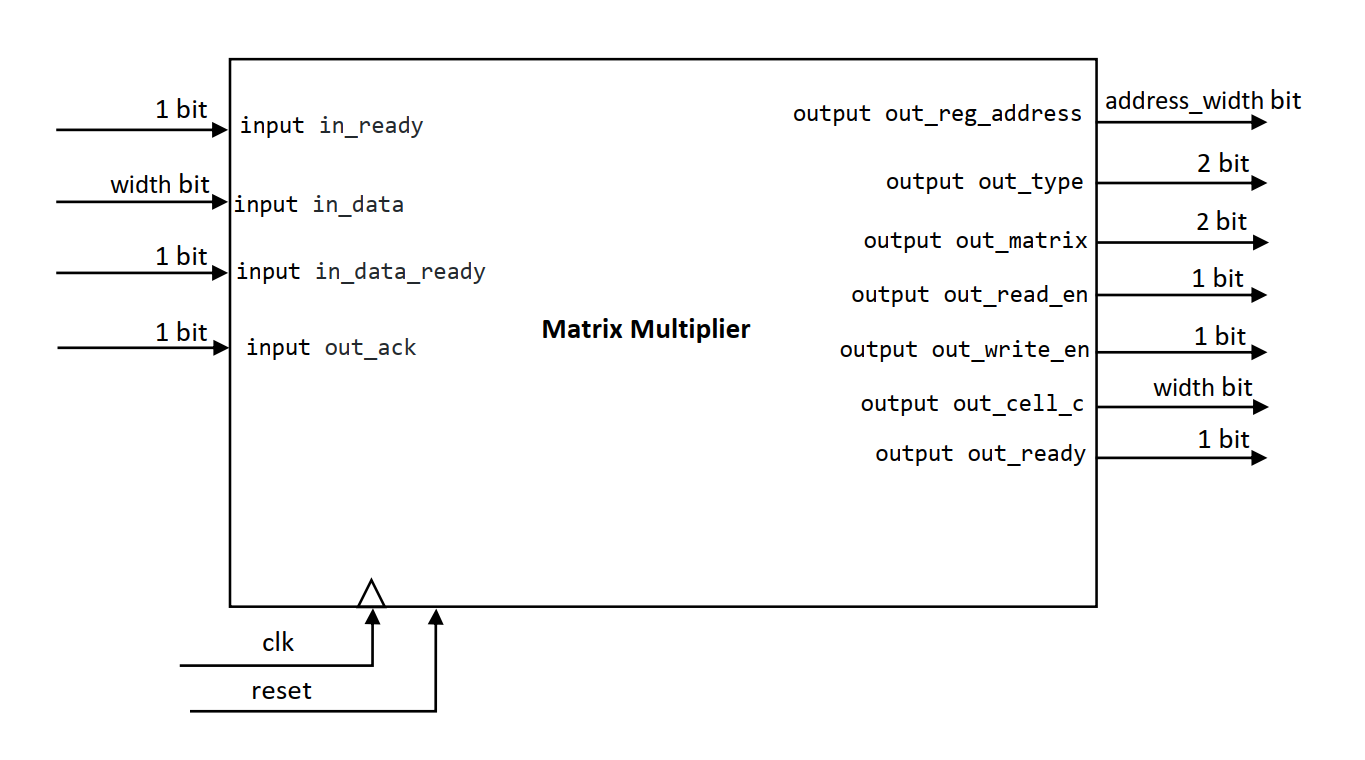 1 bit
input in_ready
width bit
input in_data
1 bit
input in_data_ready
1 bit
input out_ack
Matrix Multiplier
output out_reg_address
address_width bit
output out_type
2 bit
output out_matrix
2 bit
output out_read_en
1 bit
output out_write_en
1 bit
output out_cell_c
width bit
output out_ready
1 bit
clk
reset